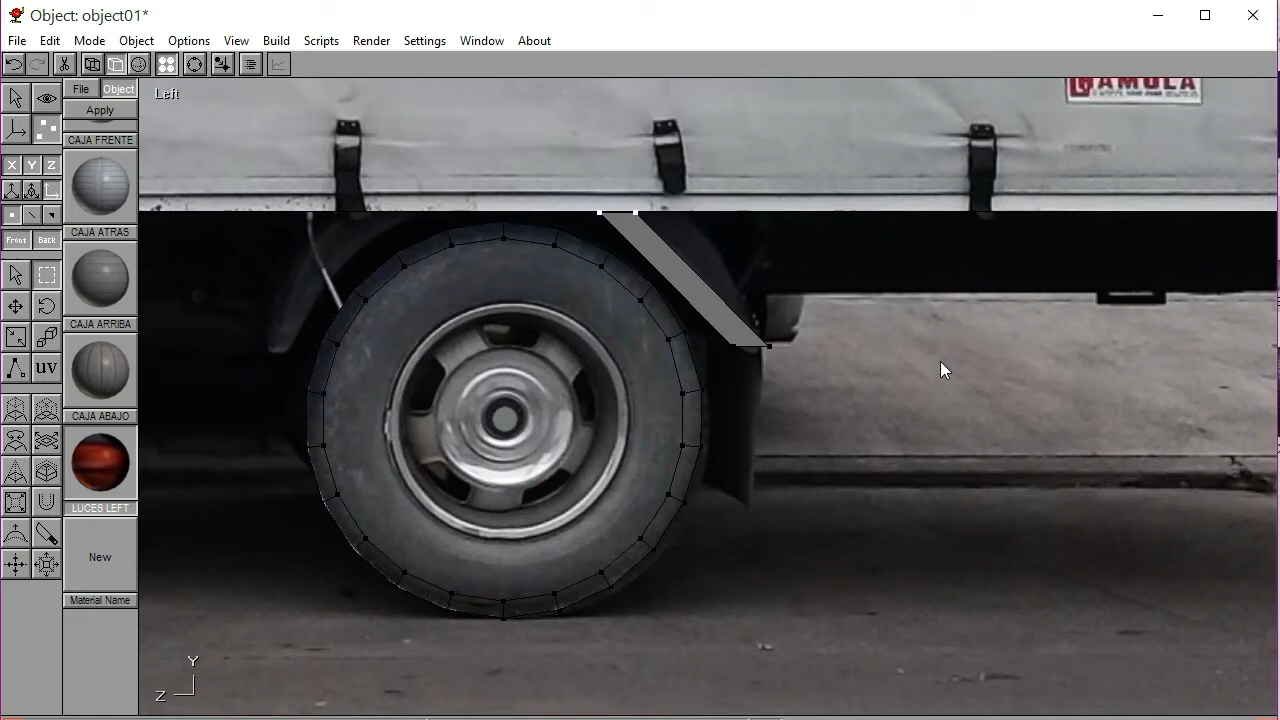 Object: object01*
File Edit Mode Object Options View Build Scripts Render Settings Window About
File Object
Left
Apply
CAJA FRENTE
X Y Z
CAJA ATRAS
Front Back
CAJA ARRIBA
uv
CAJA ABAJO
LUCES LEFT
New
Material Name
Y
Z